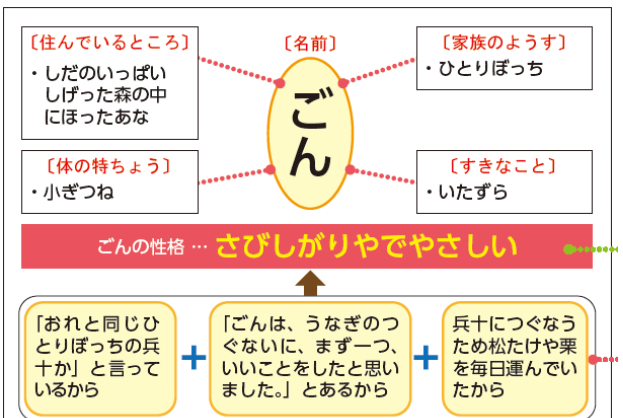 〔住んでいるところ〕
・しだのいっぱい
しげった森の中
にほったあな
〔名前〕
ごん
〔家族のようす〕
・ひとりぼっち
〔体の特ちょう〕
・小ぎつね
〔すきなこと〕
・いたずら
ごんの性格…さびしがりやでやさしい
「おれと同じひ
とりぼっちの兵
十か」と言って
いるから
+
「ごんは、うなぎのつ
ぐないに、まず一つ、
いいことをしたと思い
ました。」とあるから
+
兵十につぐなう
ため松たけや栗
を毎日運んでい
たから